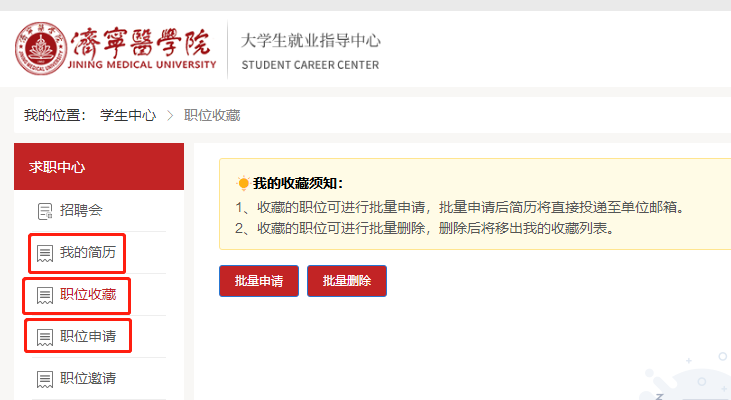 濟寧醫學院
JINING MEDICAL UNIVERSITY
大学生就业指导中心
STUDENT CAREER CENTER
我的位置： 学生中心 > 职位收藏
求职中心
招聘会
我的简历
职位收藏
职位申请
职位邀请
我的收藏须知：
1、收藏的职位可进行批量申请，批量申请后简历将直接投递至单位邮箱。
2、收藏的职位可进行批量删除，删除后将移出我的收藏列表。
批量申请 批量删除
z